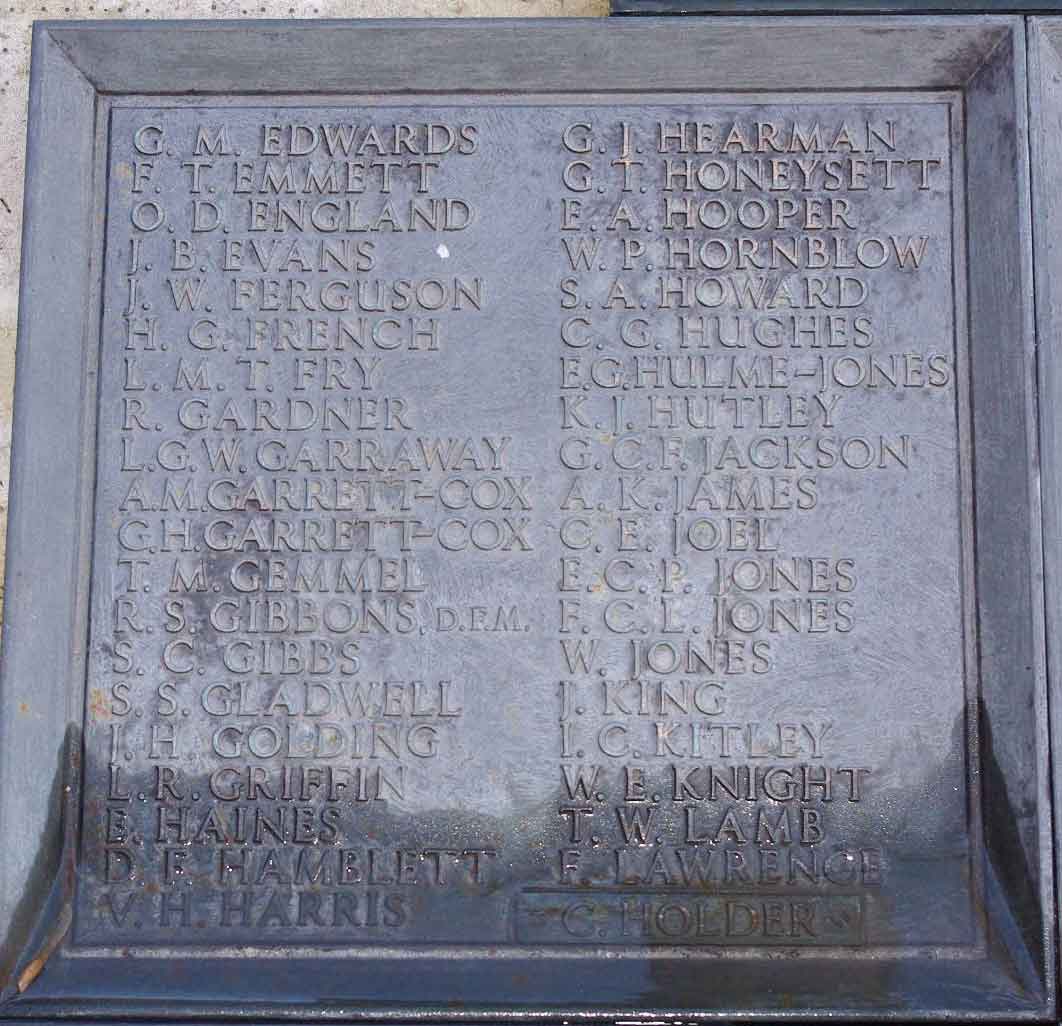 G. M. EDWARDS
F. T. EMMETT
O. D. ENGLAND
J. B. EVANS
J. W. FERGUSON
H. G. FRENCH
L. M. T. FRY
R. GARDNER
L.G.W. GARRAWAY
A.M.GARRETT-COX
G.H.GARRETT-COX
T. M. GEMMEL
R. S. GIBBONS, D.F.M.
S. C. GIBBS
S. S. GLADWELL
J. H. GOLDING
L. R. GRIFFIN
E. HAINES
D. F. HAMBLETT
V. H. HARRIS
G. J. HEARMAN
G. T. HONEYSETT
E. A. HOOPER
W. P. HORNBLOW
S. A. HOWARD
C. G. HUGHES
E.G.HULME-JONES
K. J. HUTLEY
G. C. F. JACKSON
A. K. JAMES
C. E. JOEL
E. C. P. JONES
F. C. L. JONES
W. JONES
J. KING
I. C. KITLEY
W. E. KNIGHT
T. W. LAMB
F. LAWRENCE
C. HOLDER